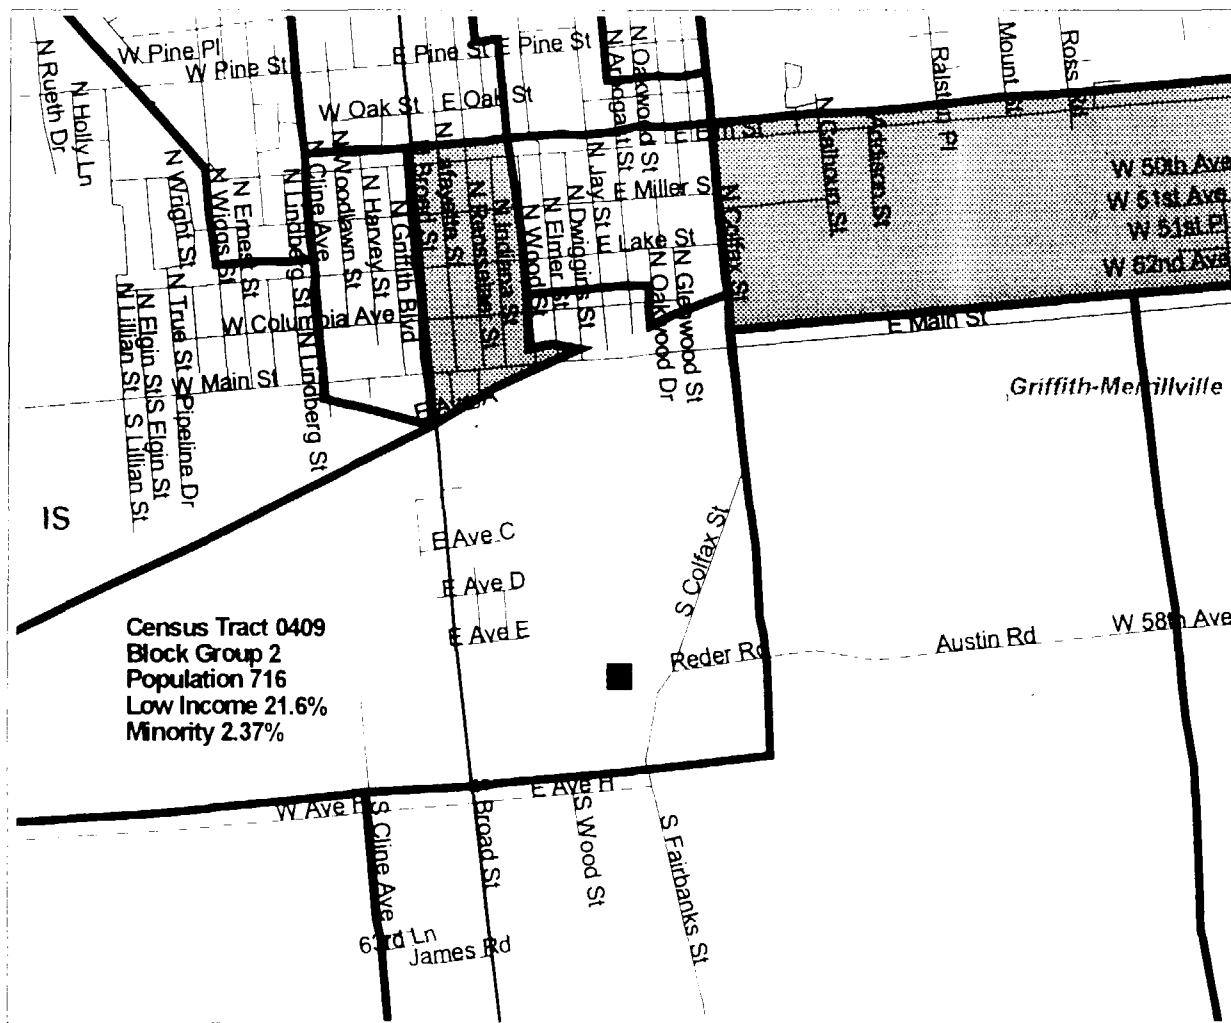 W Pine Pl
W Pine St
E Pine St
E Pine St
N Rueth Dr
N Holly Ln
W Oak St
E Oak St
N Arbogast St
N Oakwood St
Ralston Pl
Mount St
Ross Rd
E Elm St
N Calhoun St
Addison St
N Wright St
N Wiggs St
N Ernest St
N Lindberg St
N Cline Ave
N Woodlawn St
N Harvey St
N Griffith Blvd
N Broad St
N Lafayette St
N Rensselaer St
N Indiana St
N Wood St
N Elmer St
N Dwiggins St
N Jay St
E Miller S
E Lake St
N Colfax St
W 50th Ave
W 51st Ave
W 51st Pl
W 52nd Ave
N Oakwood Dr
N Glenwood St
N Lillian St
N Elgin St
N True St
W Columbia Ave
W Main St
N Lindberg St
E Main St
S Lillian St
S Elgin St
S Pipeline Dr
Griffith-Merrillville
IS
E Ave C
E Ave D
E Ave E
S Colfax St
Census Tract 0409
Block Group 2
Population 716
Low Income 21.6%
Minority 2.37%
Reder Rd
Austin Rd
W 58th Ave
W Ave H
E Ave H
S Cline Ave
S Broad St
S Wood St
S Fairbanks St
63rd Ln
James Rd